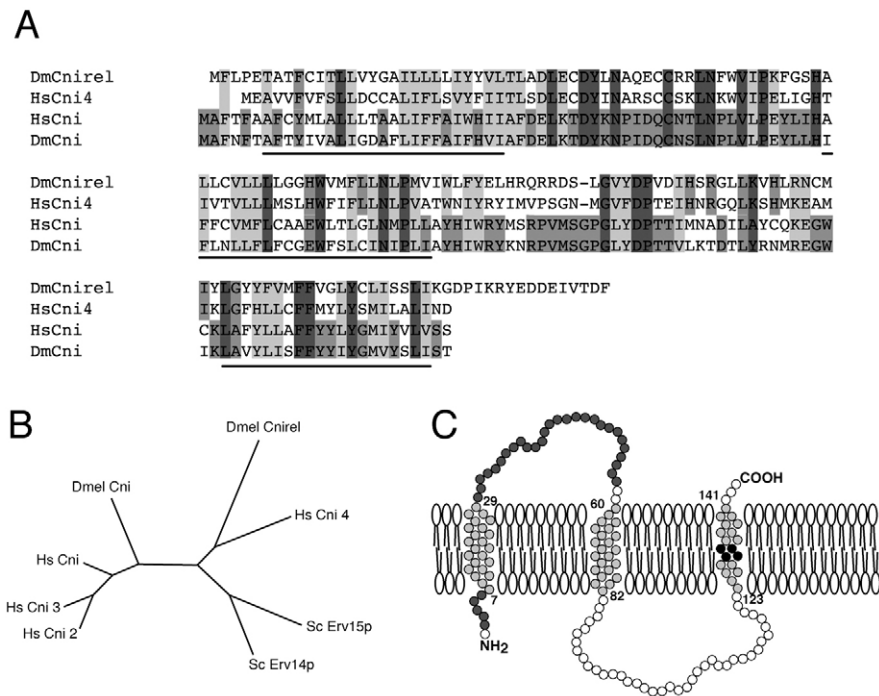 A
DmCnirel MFLPETATFCITLLVYGAILLLLIYYVLTLADLECDYLNAQECCRRLNFWVIPKFGSHA
HsCni4 MEAVVFVFSLLDCCALIFLSVYFIITLSDLECDYINARSCCSKLNKWVIPELIGHT
HsCni MAFTFAAFCYMLALLLTAALIFFAIWHIIAFDELKTDYKNPIDQCNTLNPLVLPEYLIHA
DmCni MAFNFTAFTYIVALIGDAFLIFFAIFHVIAFDELKTDYKNPIDQCNSLNPLVLPEYLLHI
DmCnirel LLCVLLLLGGHWVMFLLNLPMVIWLFYELHRQRRDS-LGVYDPVDIHSRGLLKVHLRNCM
HsCni4 IVTVLLLMSLHWFIFLLNLPVATWNIYRYIMVPSGN-MGVFDPTEIHNRGQLKSHMKEAM
HsCni FFCVMFLCAAEWLTLGLNMPLLAYHIWRYMSRPVMSGPGLYDPTTIMNADILAYCQKEGW
DmCni FLNLLFLFCGEWFSLCINIPLIAYHIWRYKNRPVMSGPGLYDPTTVLKTDTLYRNMREGW
DmCnirel IYLGYYFVMFFVGLYCLISSLIKGDPIKRYEDDEIVTDF
HsCni4 IKLGFHLLCFFMYLYSMILALIND
HsCni CKLAFYLLAFFYYLYGMIYVLVSS
DmCni IKLAVYLISFFYYIYGMVYSLIST
B
Dmel Cnirel
Dmel Cni
Hs Cni 4
Hs Cni
Hs Cni 3
Hs Cni 2
Sc Erv15p
Sc Erv14p
C
COOH
29
60
141
7
82
123
NH2